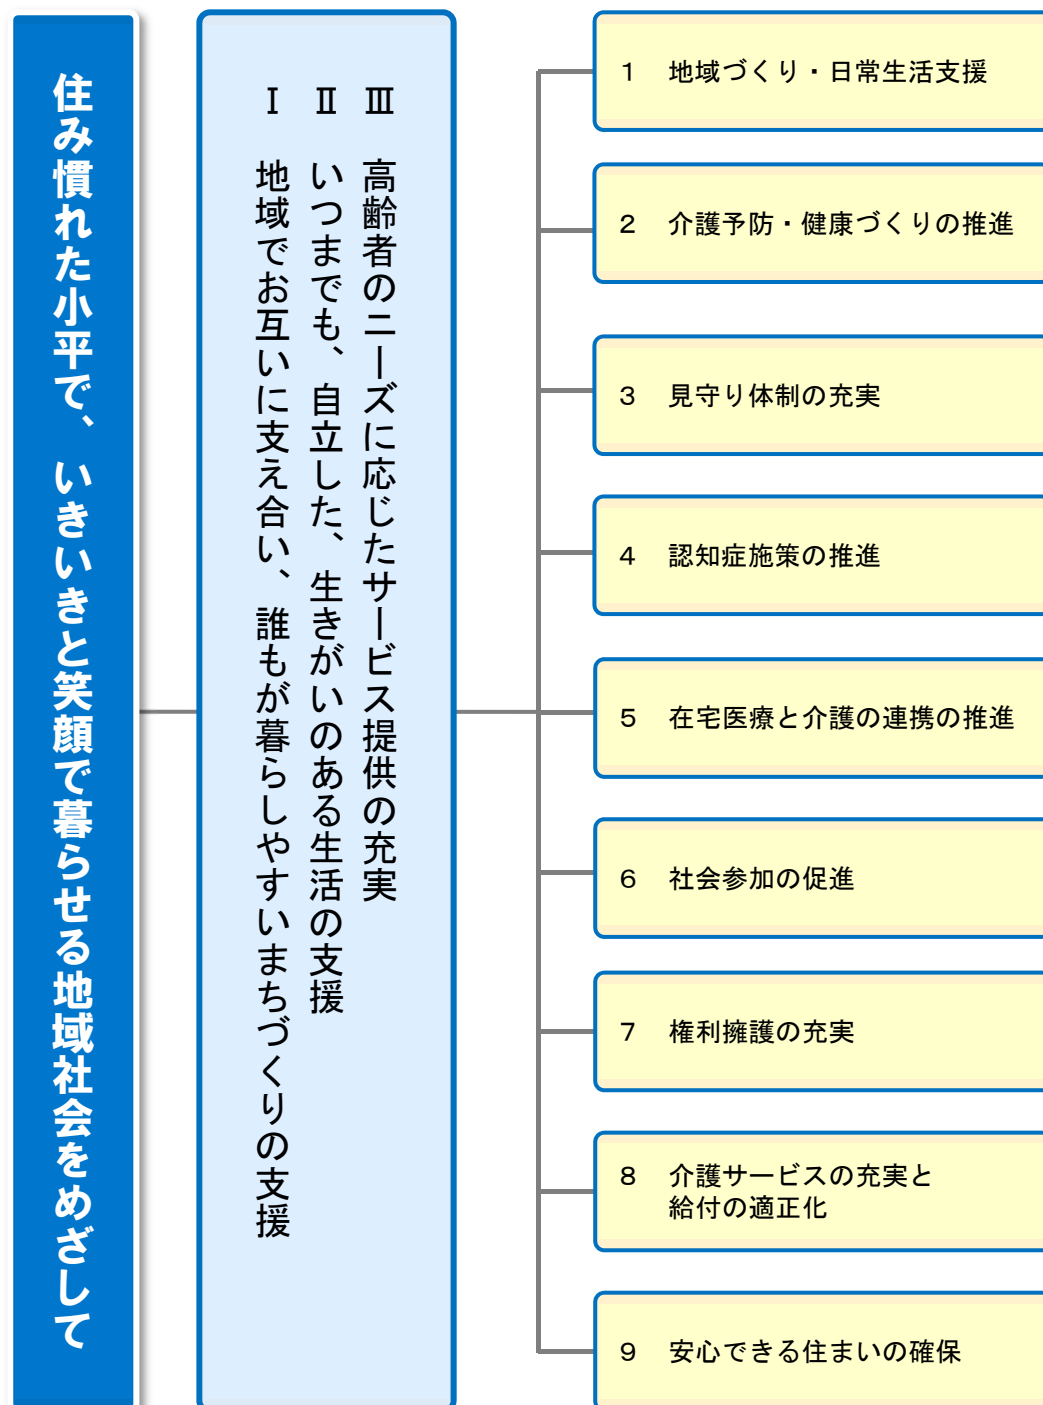 住み慣れた小平で、いきいきと笑顔で暮らせる地域社会をめざして
Ⅲ　高齢者のニーズに応じたサービス提供の充実
Ⅱ　いつまでも、自立した、生きがいのある生活の支援
Ⅰ　地域でお互いに支え合い、誰もが暮らしやすいまちづくりの支援
1　地域づくり・日常生活支援
2　介護予防・健康づくりの推進
3　見守り体制の充実
4　認知症施策の推進
5　在宅医療と介護の連携の推進
6　社会参加の促進
7　権利擁護の充実
8　介護サービスの充実と
給付の適正化
9　安心できる住まいの確保